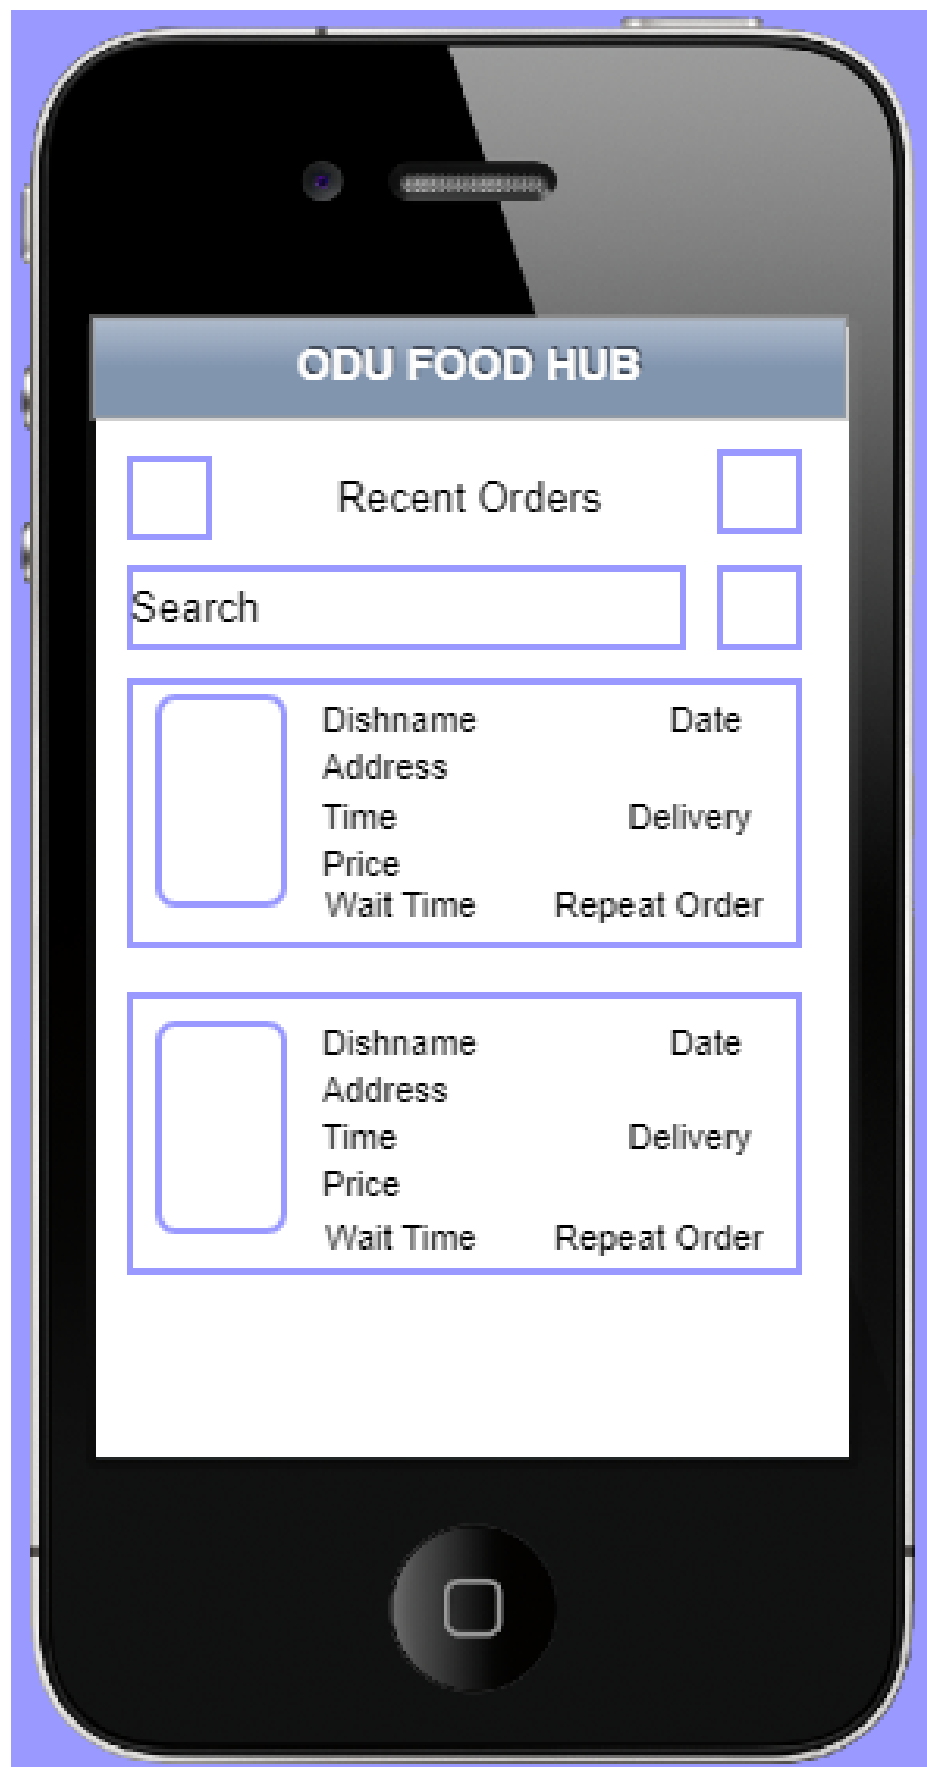 ODU FOOD HUB
Recent Orders
Search
Dishname Date
Address
Time Delivery
Price
Wait Time Repeat Order
Dishname Date
Address
Time Delivery
Price
Wait Time Repeat Order